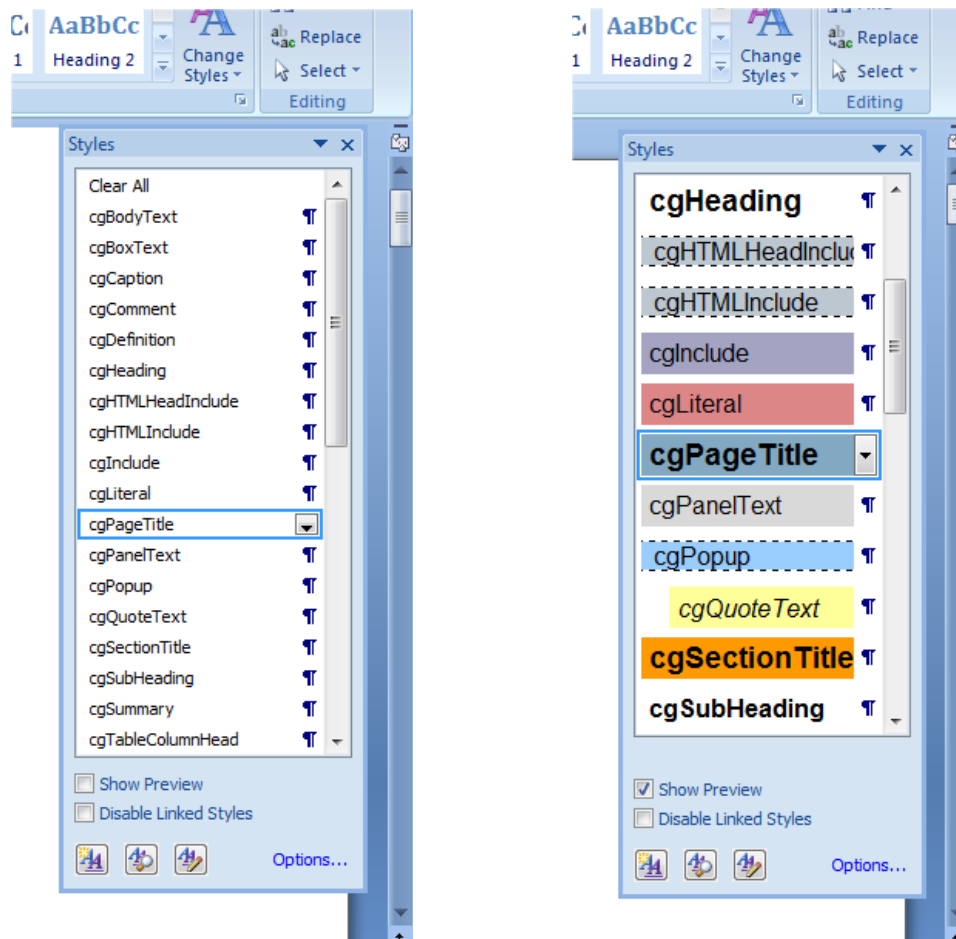 AaBbCc
1 Heading 2
Change
Styles
Replace
Select
Editing
Styles
Clear All
cgBodyText ¶
cgBoxText ¶
cgCaption ¶
cgComment ¶
cgDefinition ¶
cgHeading ¶
cgHTMLHeadInclude ¶
cgHTMLInclude ¶
cgInclude ¶
cgLiteral ¶
cgPageTitle
cgPanelText ¶
cgPopup ¶
cgQuoteText ¶
cgSectionTitle ¶
cgSubHeading ¶
cgSummary ¶
cgTableColumnHead ¶
Show Preview
Disable Linked Styles
Options...
AaBbCc
1 Heading 2
Change
Styles
Replace
Select
Editing
Styles
cgHeading ¶
cgHTMLHeadInclu ¶
cgHTMLInclude ¶
cgInclude ¶
cgLiteral ¶
cgPageTitle
cgPanelText ¶
cgPopup ¶
cgQuoteText ¶
cgSectionTitle ¶
cgSubHeading ¶
Show Preview
Disable Linked Styles
Options...